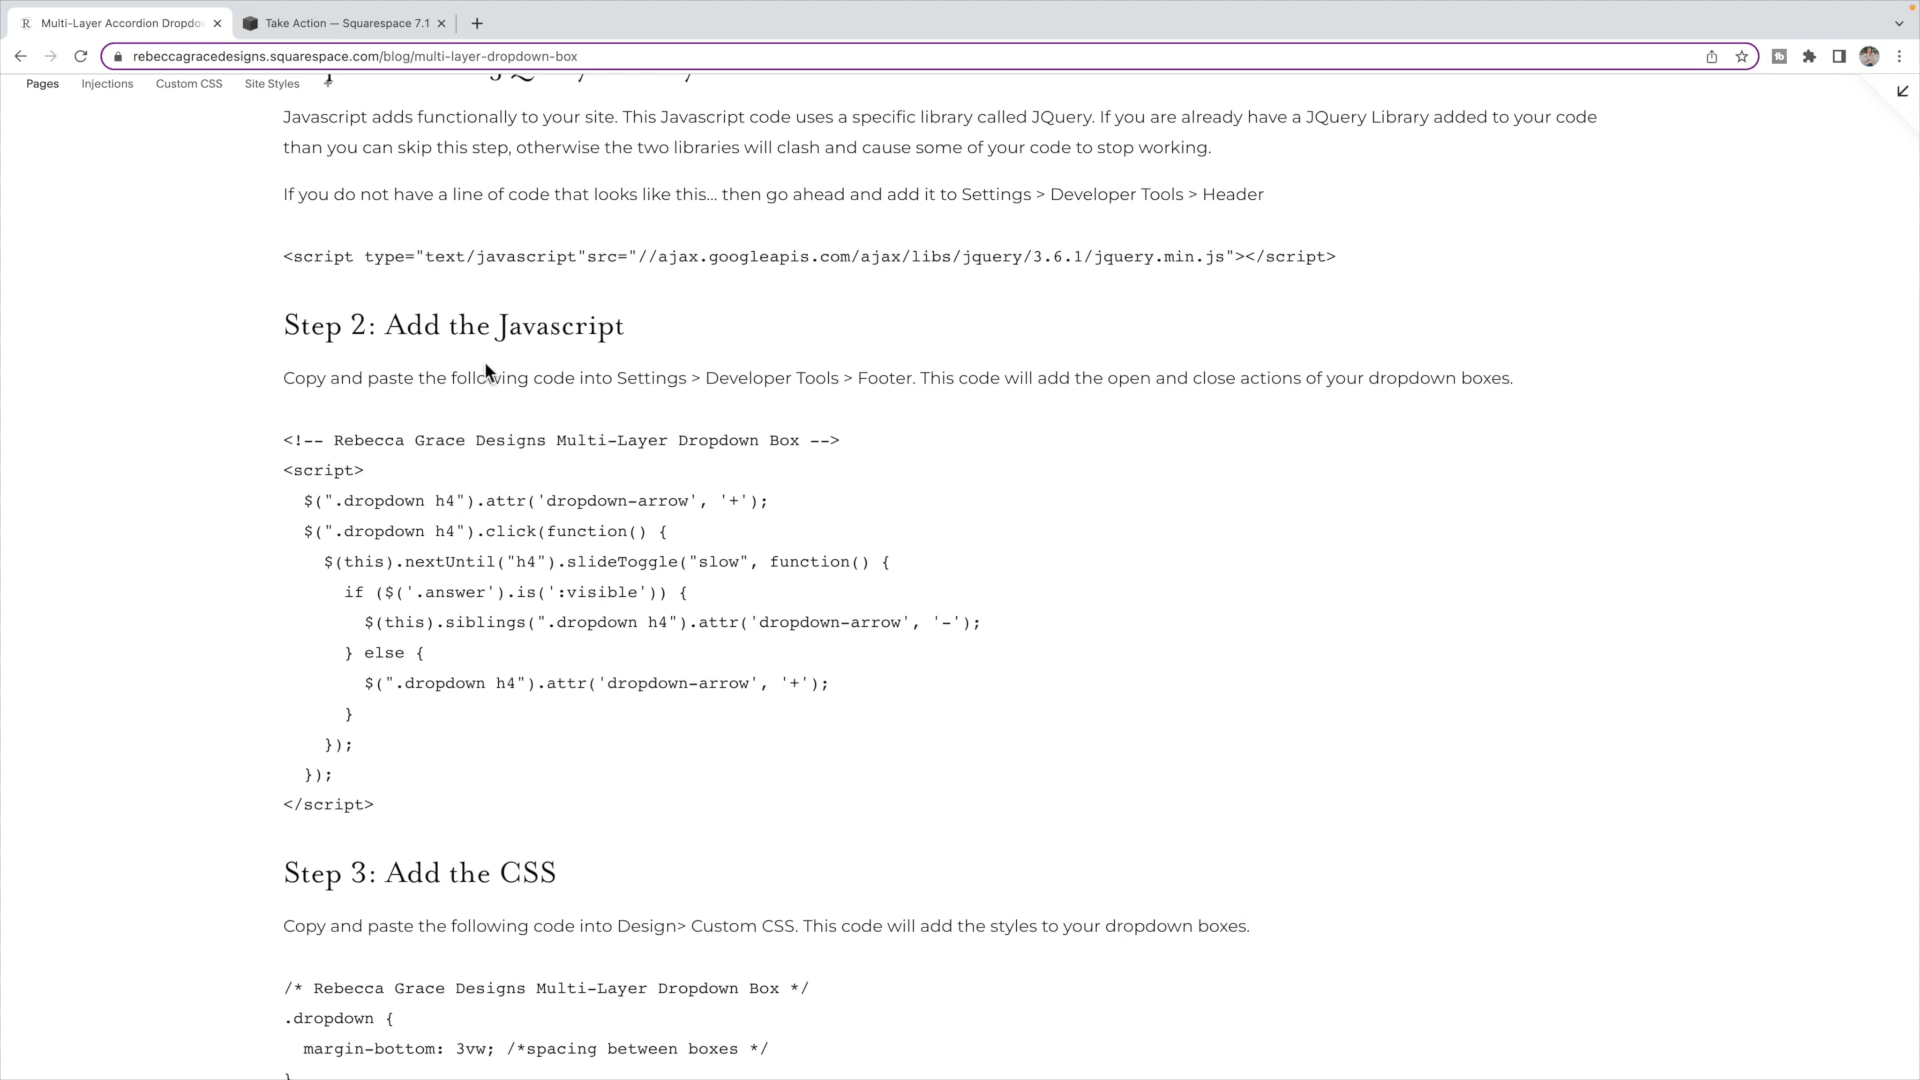 Multi-Layer Accordion Dropdo
Take Action — Squarespace 7.1
rebeccagracedesigns.squarespace.com/blog/multi-layer-dropdown-box
Pages Injections Custom CSS Site Styles +
Javascript adds functionally to your site. This Javascript code uses a specific library called JQuery. If you are already have a JQuery Library added to your code
than you can skip this step, otherwise the two libraries will clash and cause some of your code to stop working.
If you do not have a line of code that looks like this... then go ahead and add it to Settings > Developer Tools > Header
<script type="text/javascript"src="//ajax.googleapis.com/ajax/libs/jquery/3.6.1/jquery.min.js"></script>
Step 2: Add the Javascript
Copy and paste the following code into Settings > Developer Tools > Footer. This code will add the open and close actions of your dropdown boxes.
<!-- Rebecca Grace Designs Multi-Layer Dropdown Box -->
<script>
$(".dropdown h4").attr('dropdown-arrow', '+');
$(".dropdown h4").click(function() {
$(this).nextUntil("h4").slideToggle("slow", function() {
if ($('.answer').is(':visible')) {
$(this).siblings(".dropdown h4").attr('dropdown-arrow', '-');
} else {
$(".dropdown h4").attr('dropdown-arrow', '+');
}
});
});
</script>
Step 3: Add the CSS
Copy and paste the following code into Design> Custom CSS. This code will add the styles to your dropdown boxes.
/* Rebecca Grace Designs Multi-Layer Dropdown Box */
.dropdown {
margin-bottom: 3vw; /*spacing between boxes */
}